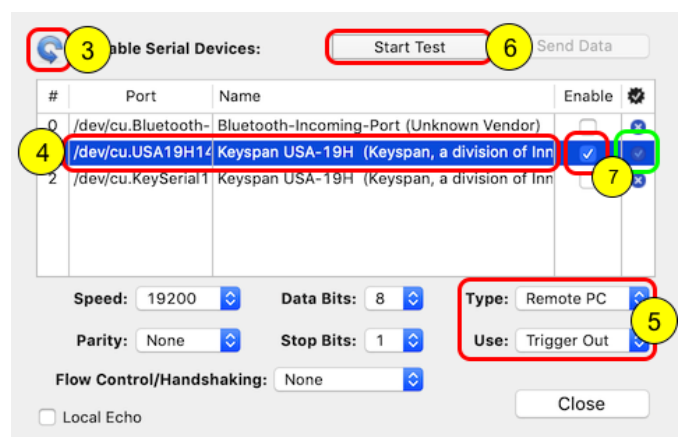 3 able Serial Devices: Start Test 6 Send Data
# Port Name Enable
0 /dev/cu.Bluetooth- Bluetooth-Incoming-Port (Unknown Vendor)
4 /dev/cu.USA19H14 Keyspan USA-19H (Keyspan, a division of Inn
2 /dev/cu.KeySerial1 Keyspan USA-19H (Keyspan, a division of Inn 7
Speed: 19200 Data Bits: 8 Type: Remote PC
5
Parity: None Stop Bits: 1 Use: Trigger Out
Flow Control/Handshaking: None
Close
Local Echo